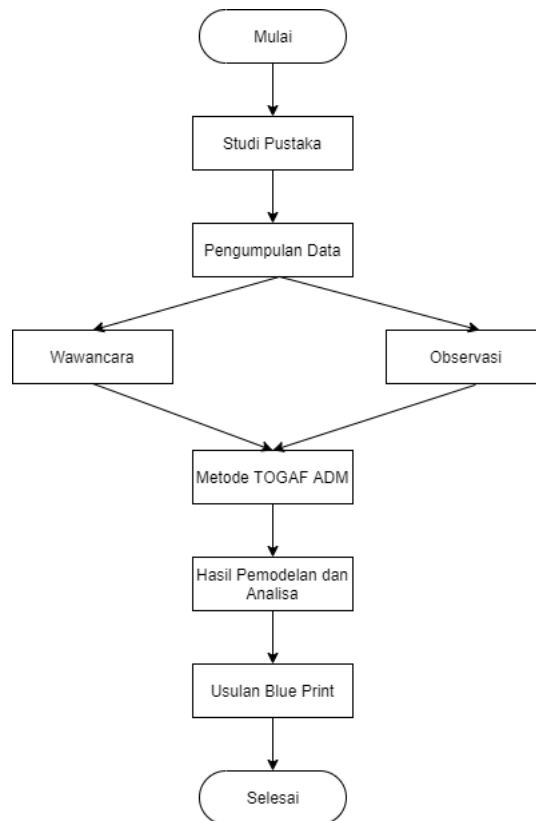 Mulai
Studi Pustaka
Pengumpulan Data
Wawancara
Observasi
Metode TOGAF ADM
Hasil Pemodelan dan
Analisa
Usulan Blue Print
Selesai